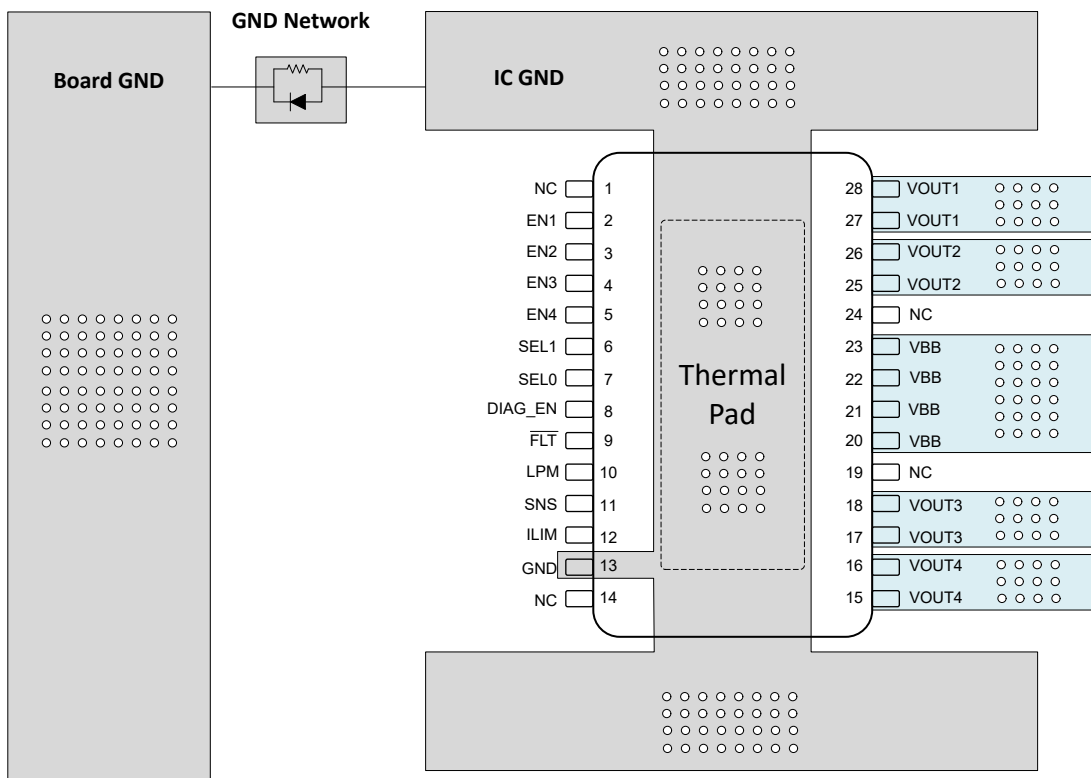 GND Network
Board GND
IC GND
NC 1
EN1 2
EN2 3
EN3 4
EN4 5
SEL1 6
SEL0 7
DIAG_EN 8
FLT 9
LPM 10
SNS 11
ILIM 12
GND 13
NC 14
Thermal
Pad
28 VOUT1
27 VOUT1
26 VOUT2
25 VOUT2
24 NC
23 VBB
22 VBB
21 VBB
20 VBB
19 NC
18 VOUT3
17 VOUT3
16 VOUT4
15 VOUT4